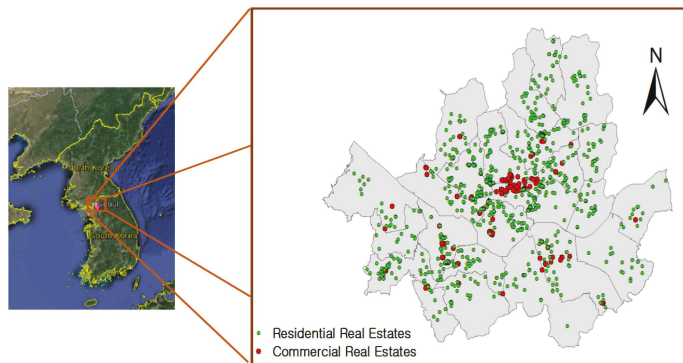 N
North Korea
Seoul
South Korea
Residential Real Estates
Commercial Real Estates